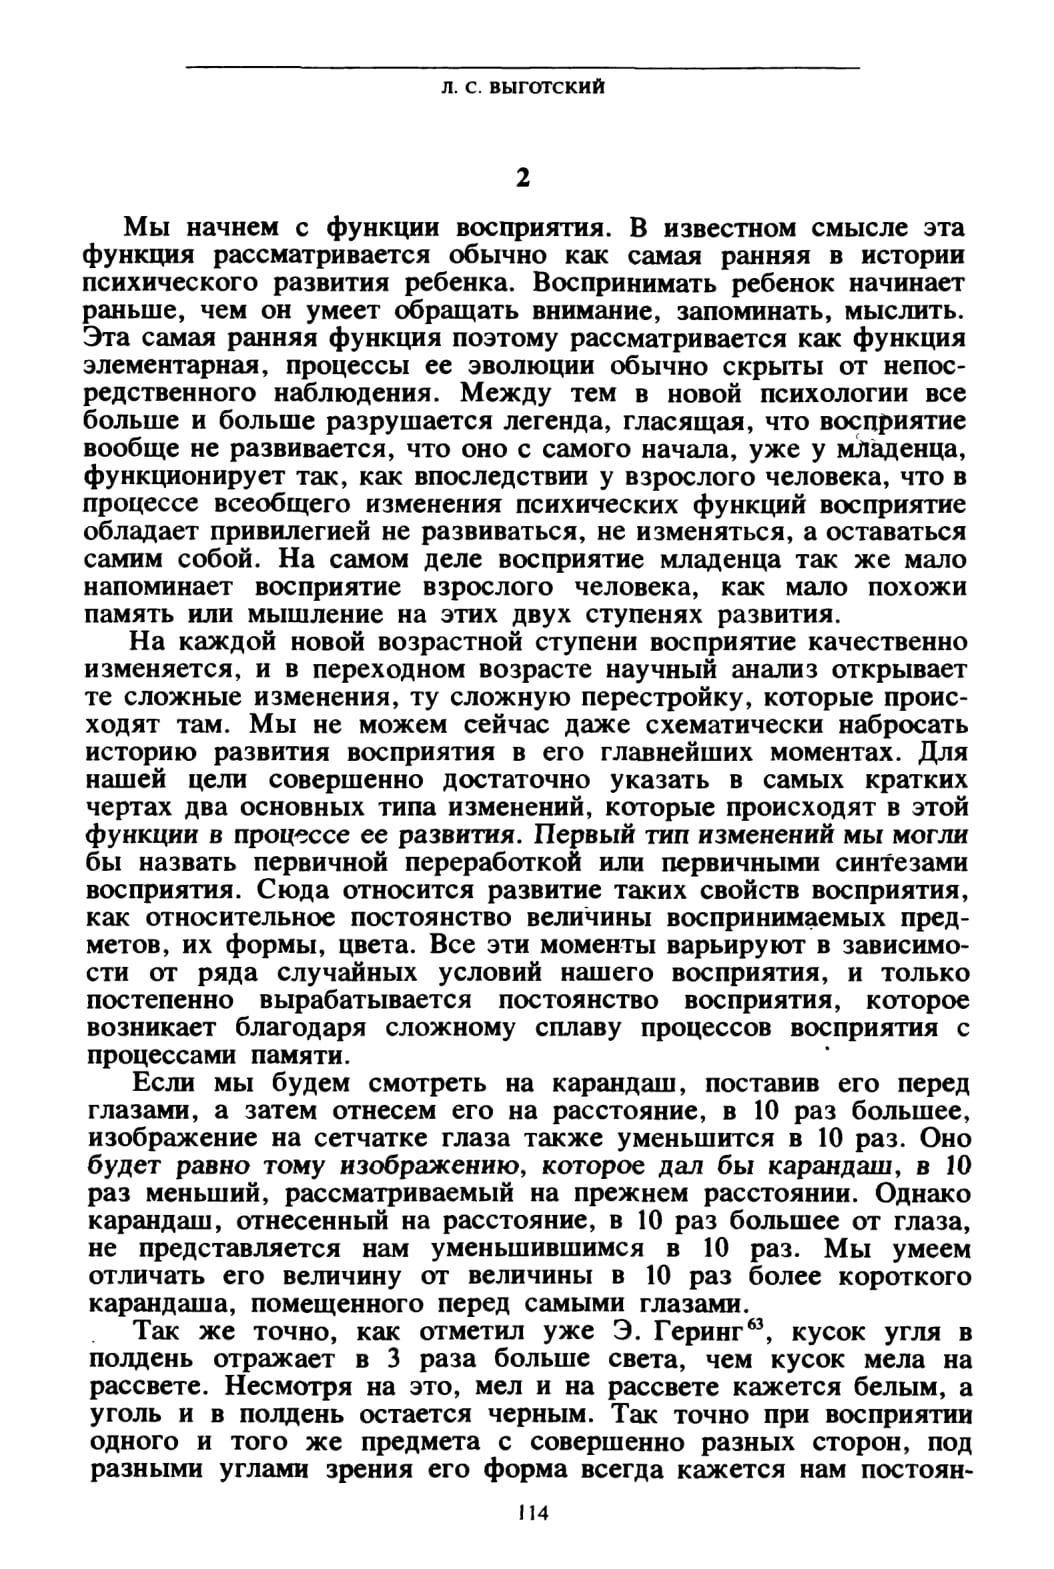 Л. С. ВЫГОТСКИЙ
2
Мы начнем с функции восприятия. В известном смысле эта
функция рассматривается обычно как самая ранняя в истории
психического развития ребенка. Воспринимать ребенок начинает
раньше, чем он умеет обращать внимание, запоминать, мыслить.
Эта самая ранняя функция поэтому рассматривается как функция
элементарная, процессы ее эволюции обычно скрыты от непос-
редственного наблюдения. Между тем в новой психологии все
больше и больше разрушается легенда, гласящая, что восприятие
вообще не развивается, что оно с самого начала, уже у младенца,
функционирует так, как впоследствии у взрослого человека, что в
процессе всеобщего изменения психических функций восприятие
обладает привилегией не развиваться, не изменяться, а оставаться
самим собой. На самом деле восприятие младенца так же мало
напоминает восприятие взрослого человека, как мало похожи
память или мышление на этих двух ступенях развития.
На каждой новой возрастной ступени восприятие качественно
изменяется, и в переходном возрасте научный анализ открывает
те сложные изменения, ту сложную перестройку, которые проис-
ходят там. Мы не можем сейчас даже схематически набросать
историю развития восприятия в его главнейших моментах. Для
нашей цели совершенно достаточно указать в самых кратких
чертах два основных типа изменений, которые происходят в этой
функции в процессе ее развития. Первый тип изменений мы могли
бы назвать первичной переработкой или первичными синтезами
восприятия. Сюда относится развитие таких свойств восприятия,
как относительное постоянство величины воспринимаемых пред-
метов, их формы, цвета. Все эти моменты варьируют в зависимо-
сти от ряда случайных условий нашего восприятия, и только
постепенно вырабатывается постоянство восприятия, которое
возникает благодаря сложному сплаву процессов восприятия с
процессами памяти.
Если мы будем смотреть на карандаш, поставив его перед
глазами, а затем отнесем его на расстояние, в 10 раз большее,
изображение на сетчатке глаза также уменьшится в 10 раз. Оно
будет равно тому изображению, которое дал бы карандаш, в 10
раз меньший, рассматриваемый на прежнем расстоянии. Однако
карандаш, отнесенный на расстояние, в 10 раз большее от глаза,
не представляется нам уменьшившимся в 10 раз. Мы умеем
отличать его величину от величины в 10 раз более короткого
карандаша, помещенного перед самыми глазами.
Так же точно, как отметил уже Э. Геринг⁶³, кусок угля в
полдень отражает в 3 раза больше света, чем кусок мела на
рассвете. Несмотря на это, мел и на рассвете кажется белым, а
уголь и в полдень остается черным. Так точно при восприятии
одного и того же предмета с совершенно разных сторон, под
разными углами зрения его форма всегда кажется нам постоян-
114